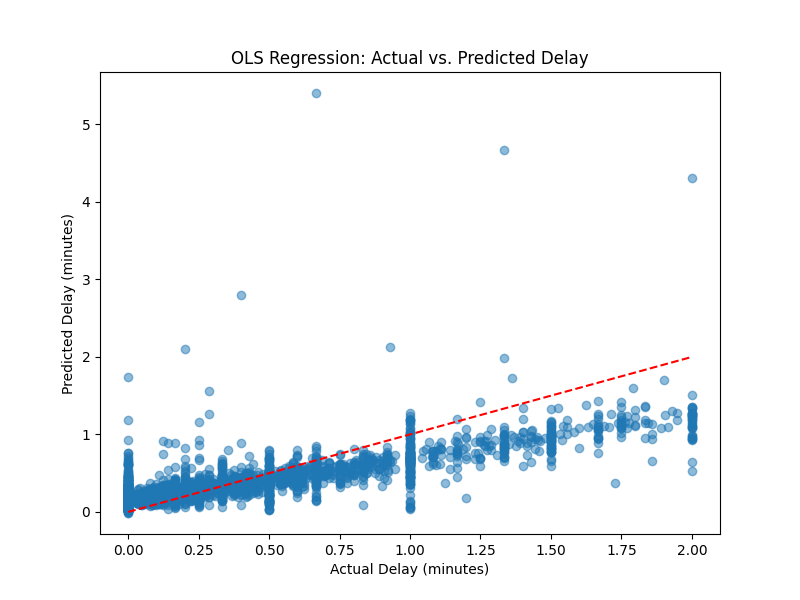 OLS Regression: Actual vs. Predicted Delay
Predicted Delay (minutes)
5
4
3
2
1
0
0.00 0.25 0.50 0.75 1.00 1.25 1.50 1.75 2.00
Actual Delay (minutes)